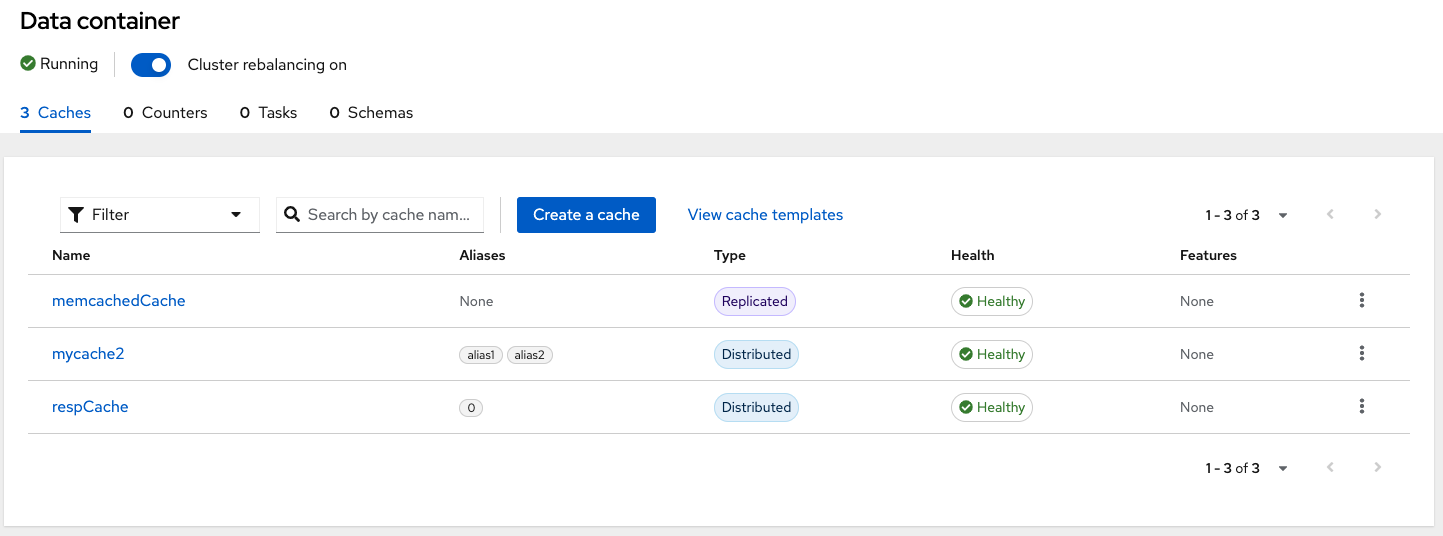 Data container
Running Cluster rebalancing on
3 Caches 0 Counters 0 Tasks 0 Schemas
Filter Search by cache nam... Create a cache View cache templates 1 - 3 of 3
Name Aliases Type Health Features
memcachedCache None Replicated Healthy None
mycache2 alias1 alias2 Distributed Healthy None
respCache 0 Distributed Healthy None
1 - 3 of 3